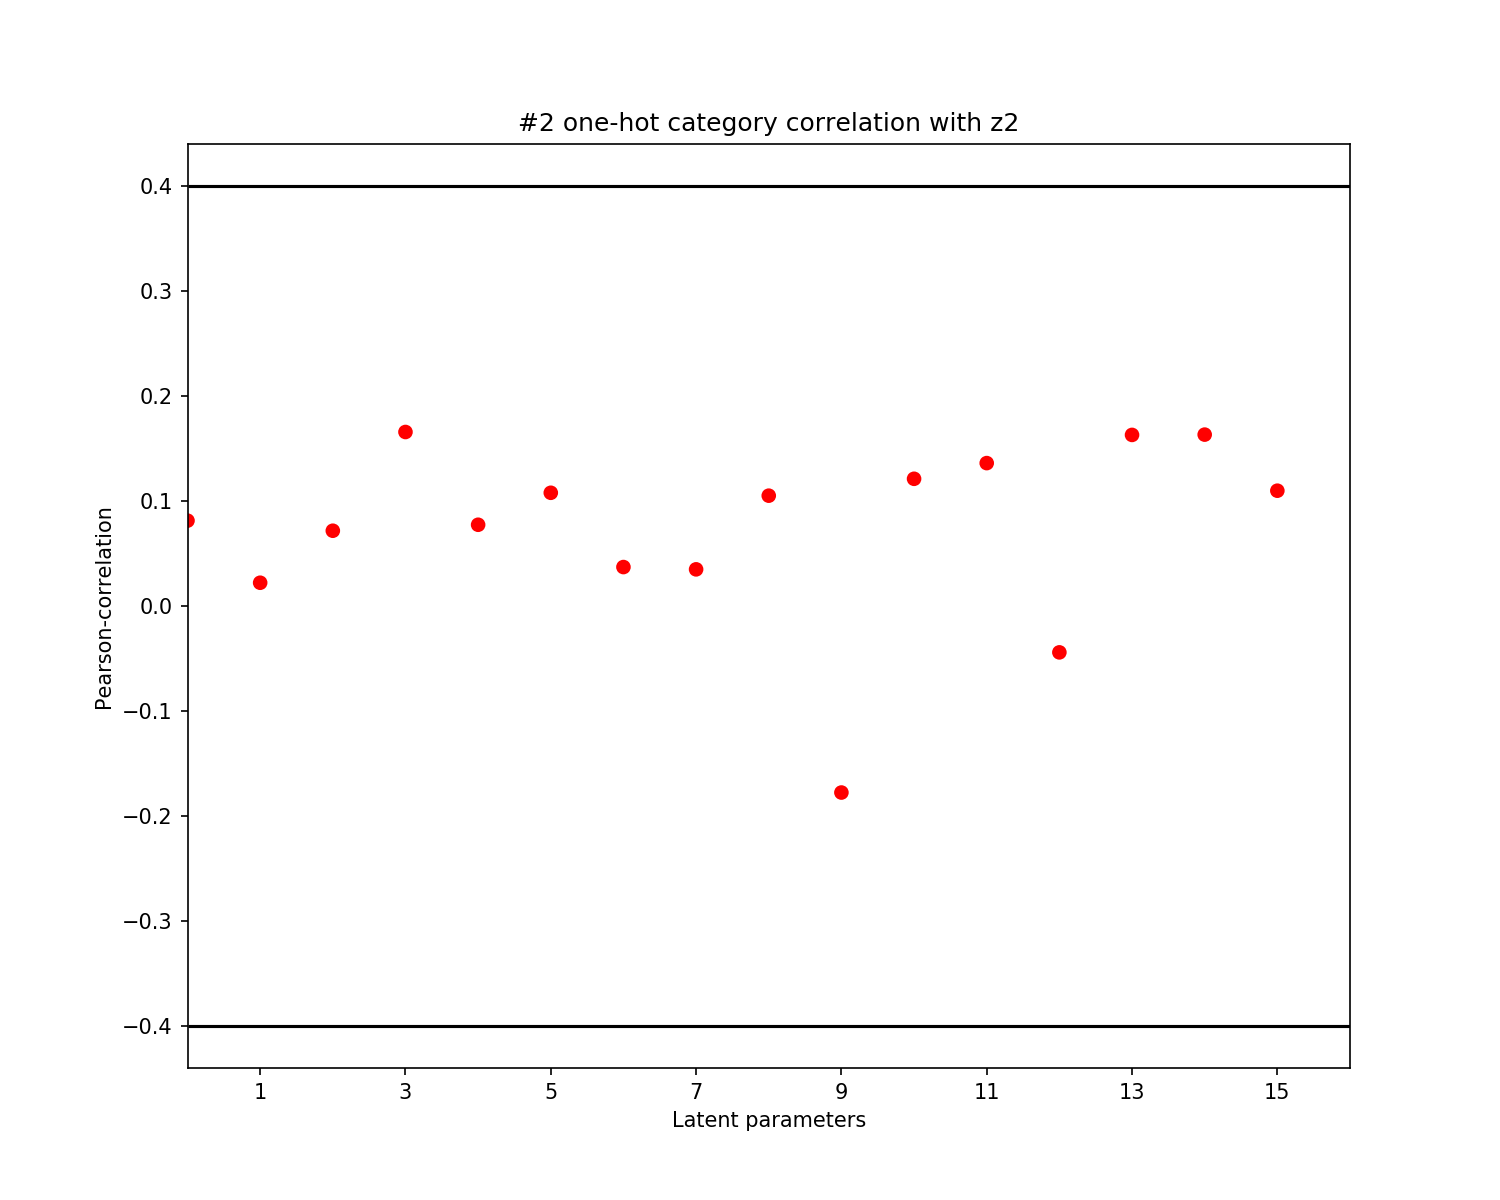 #2 one-hot category correlation with z2
0.4
0.3
0.2
0.1
0.0
−0.1
−0.2
−0.3
−0.4
Pearson-correlation
1 3 5 7 9 11 13 15
Latent parameters